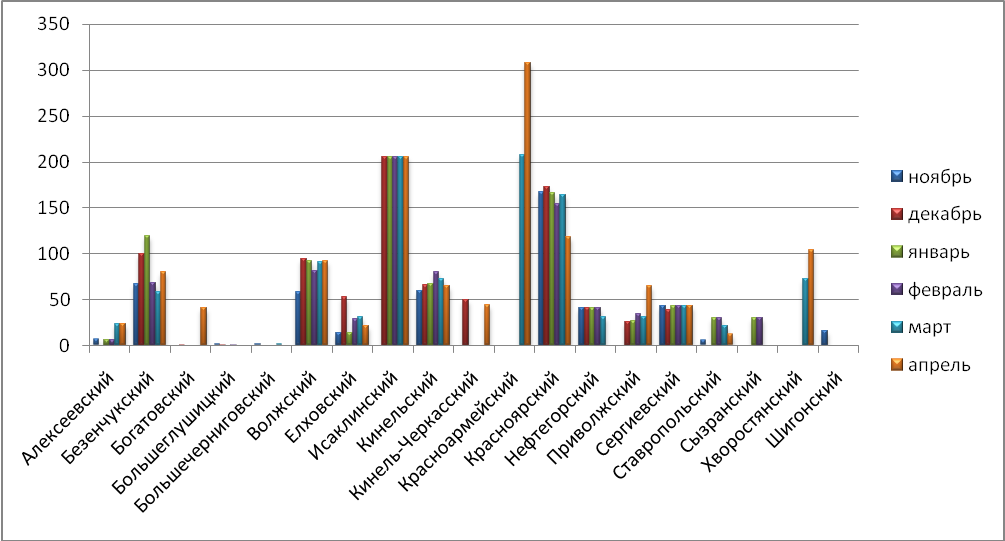 350
300
250
200
150
100
50
0
Алексеевский
Безенчукский
Богатовский
Большеглушицкий
Большечерниговский
Волжский
Елховский
Исаклинский
Кинельский
Кинель-Черкасский
Красноармейский
Красноярский
Нефтегорский
Приволжский
Сергиевский
Ставропольский
Сызранский
Хворостянский
Шигонский
ноябрь
декабрь
январь
февраль
март
апрель